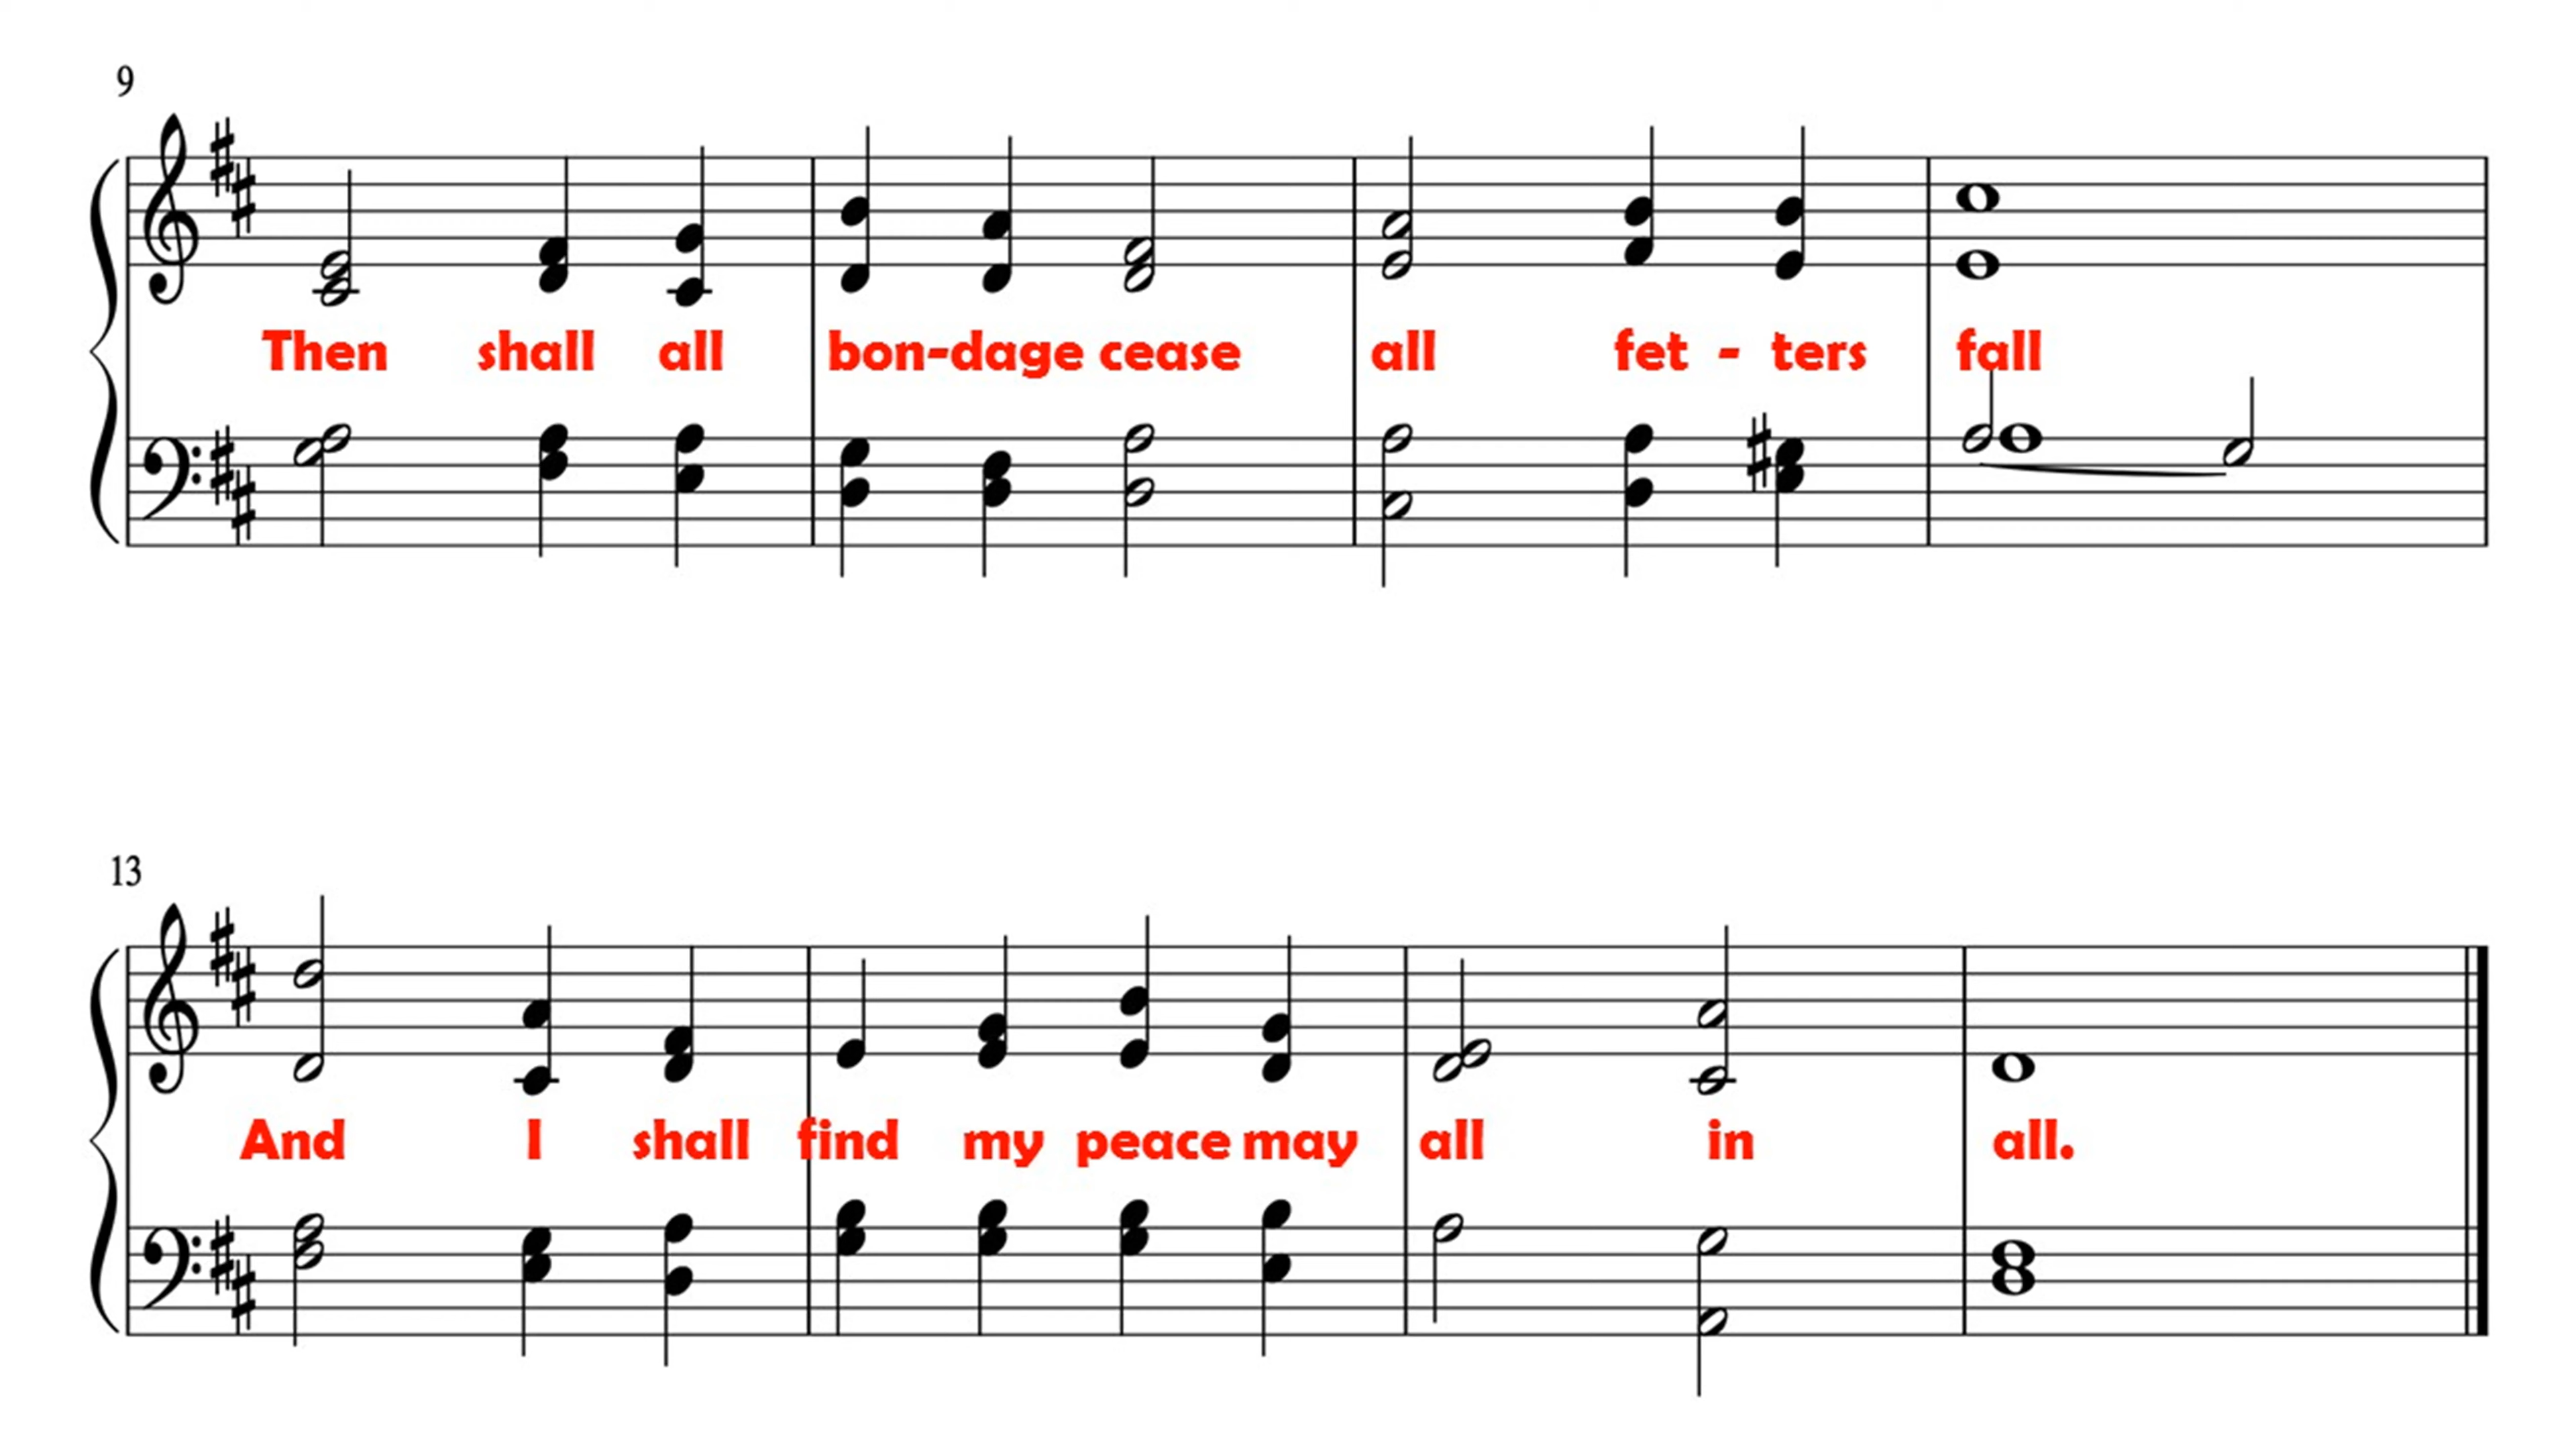 9
Then shall all bon-dage cease all fet - ters fall
13
And I shall find my peace may all in all.